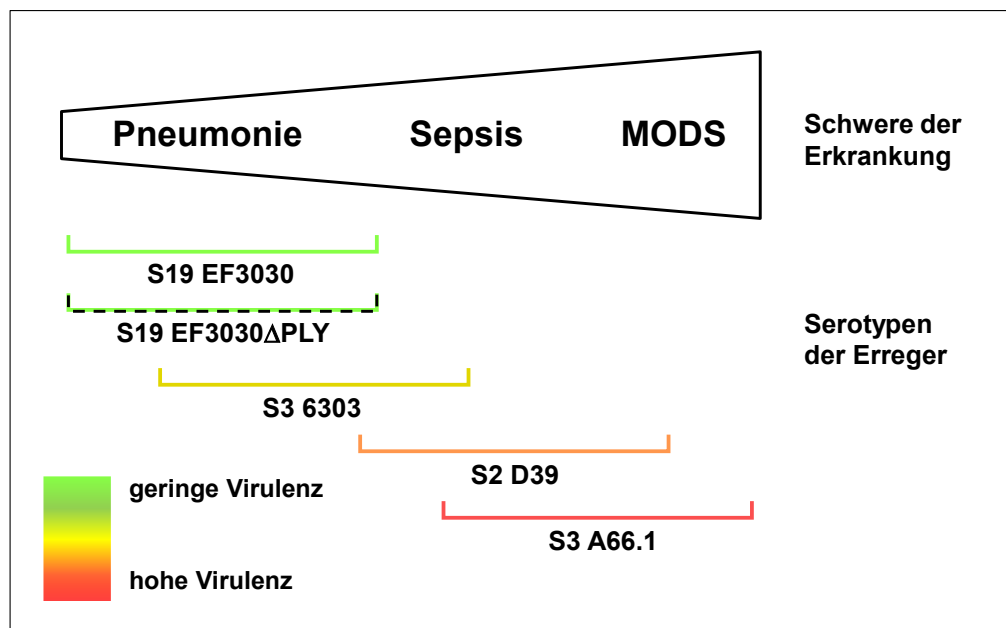 Pneumonie Sepsis MODS
Schwere der
Erkrankung
S19 EF3030
S19 EF3030ΔPLY
Serotypen
der Erreger
S3 6303
S2 D39
geringe Virulenz
S3 A66.1
hohe Virulenz